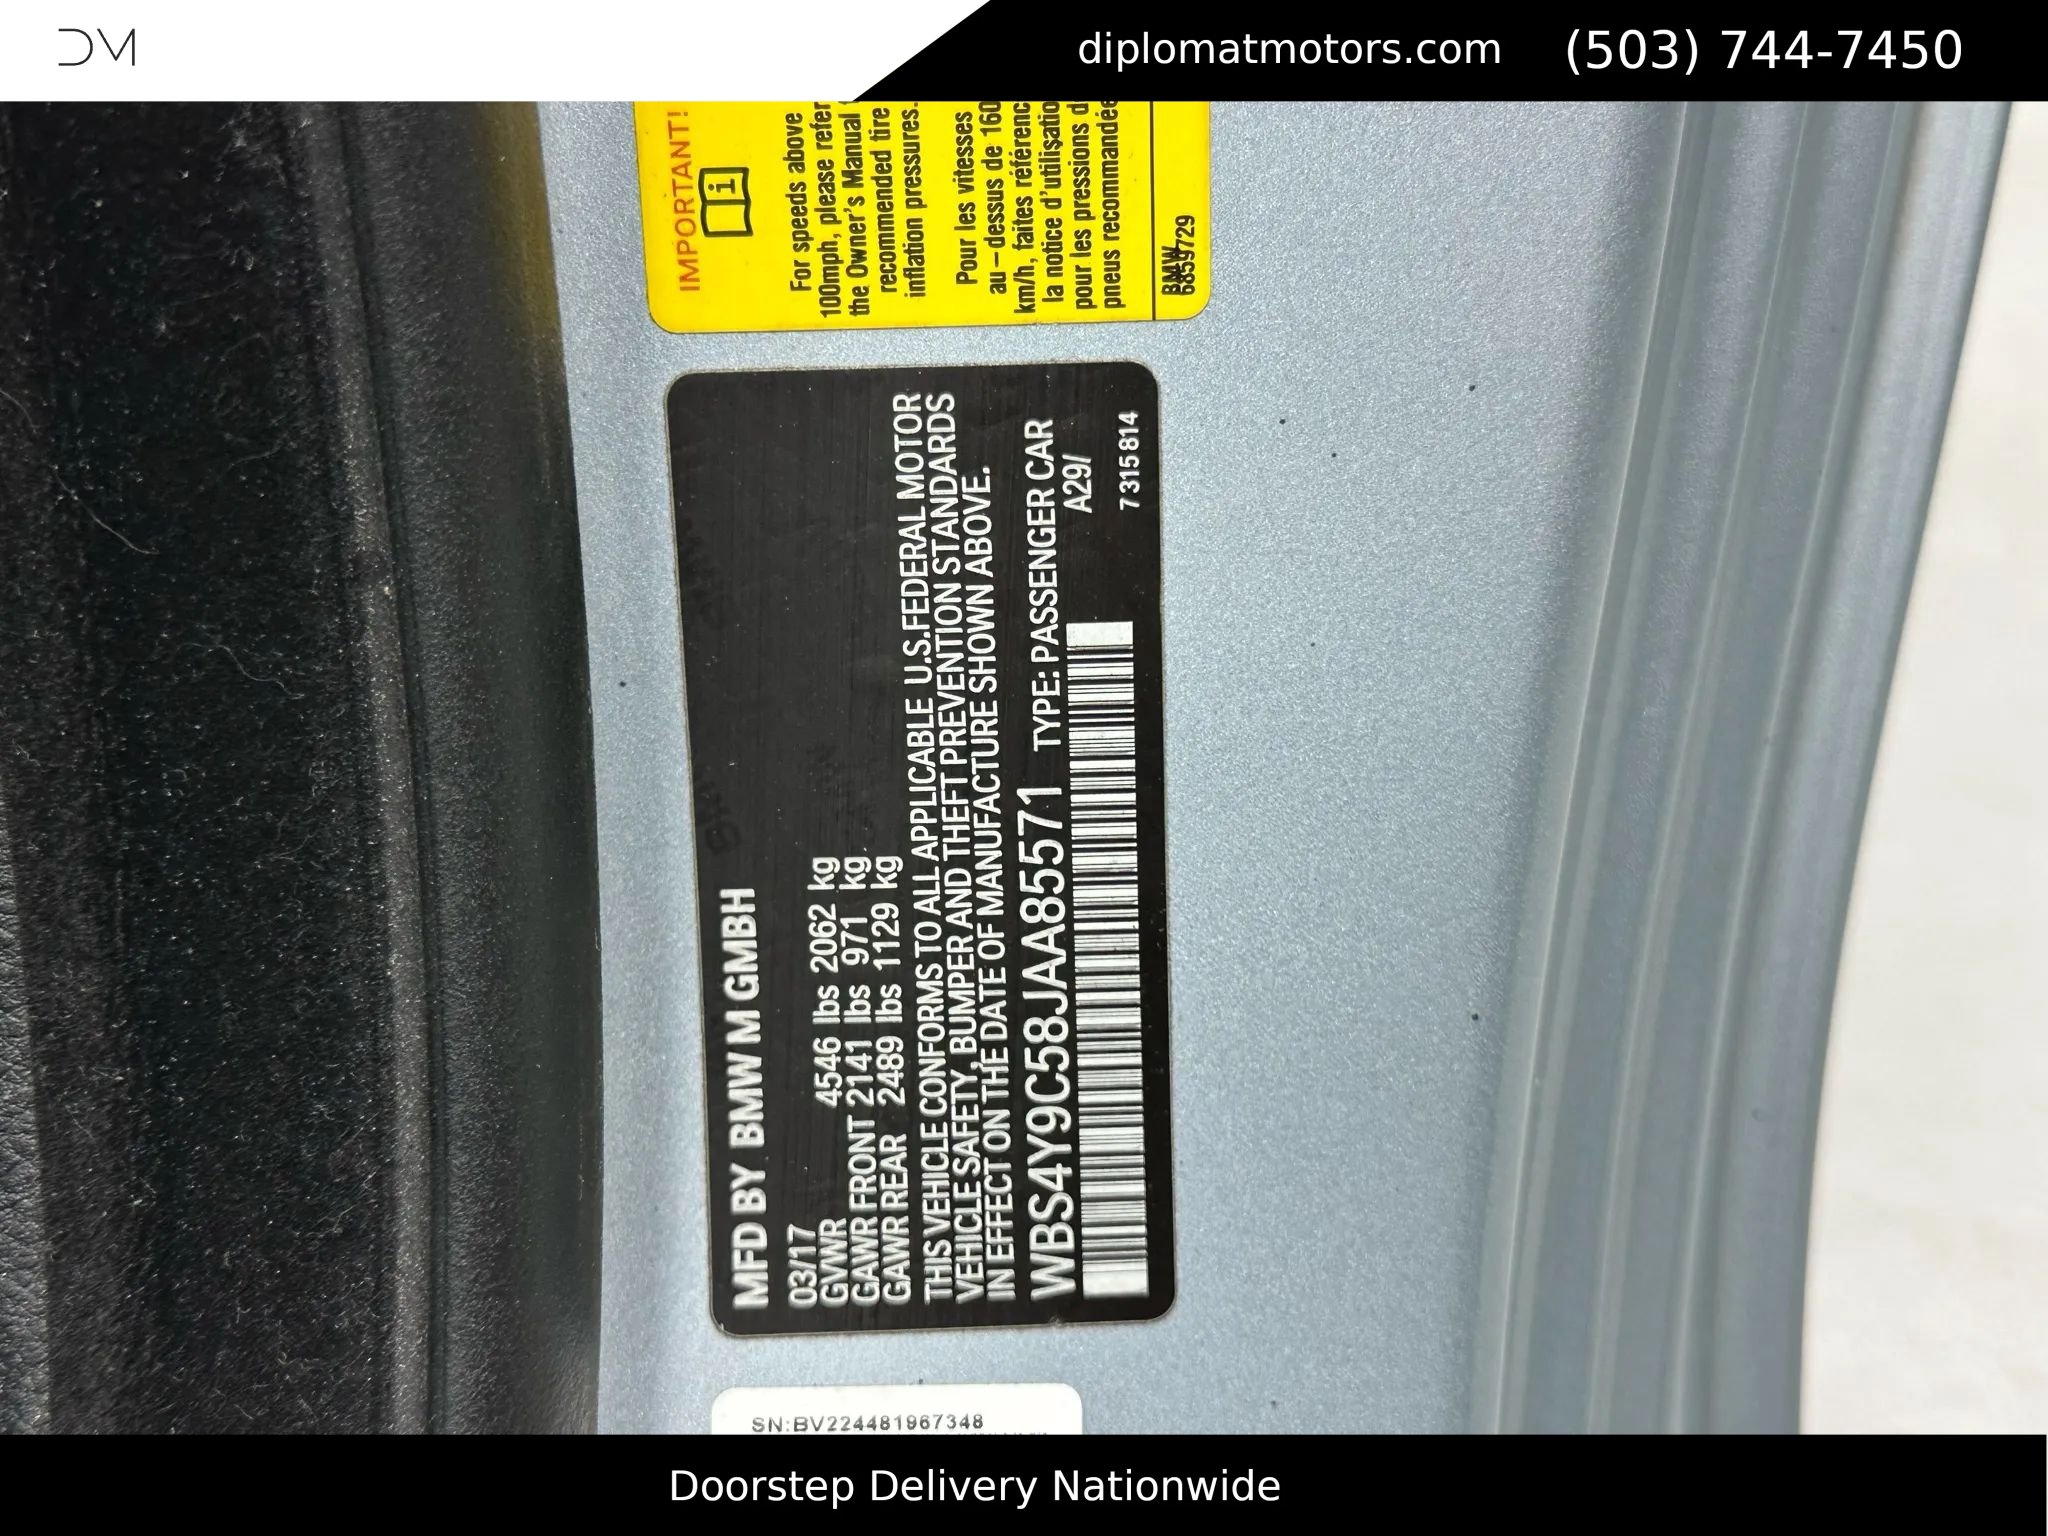 DM
diplomatmotors.com (503) 744-7450
IMPORTANT!
For speeds above
100mph, please refer
the Owner's Manual
recommended tire
inflation pressures.
Pour les vitesses
au-dessus de 160
km/h, faites référenc
la notice d'utilisatio
pour les pressions d
pneus recommandée
BMW
6859729
MFD BY BMW M GMBH
03/17
GVWR 4546 lbs 2062 kg
GAWR FRONT 2141 lbs 971 kg
GAWR REAR 2489 lbs 1129 kg
THIS VEHICLE CONFORMS TO ALL APPLICABLE U.S.FEDERAL MOTOR
VEHICLE SAFETY, BUMPER AND THEFT PREVENTION STANDARDS
IN EFFECT ON THE DATE OF MANUFACTURE SHOWN ABOVE.
WBS4Y9C58JAA85571 TYPE: PASSENGER CAR
A29/
7315814
SN:BV224481967348
Doorstep Delivery Nationwide